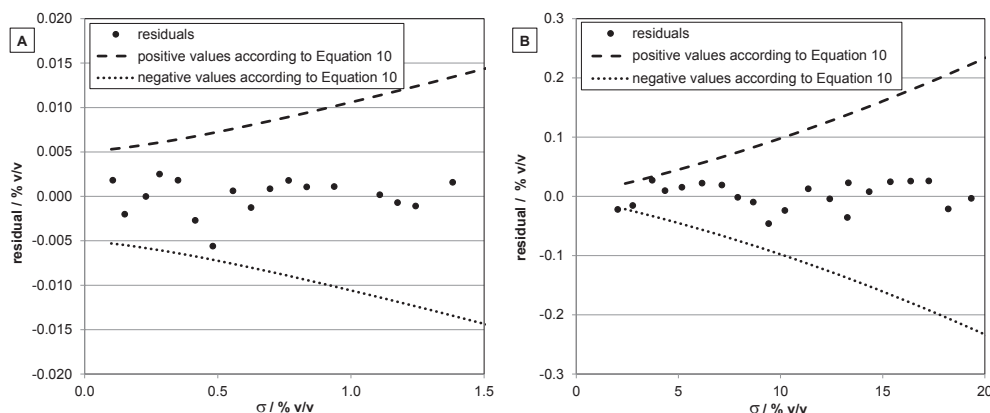 A
residuals
positive values according to Equation 10
negative values according to Equation 10
residual / % v/v
0.020
0.015
0.010
0.005
0.000
-0.005
-0.010
-0.015
-0.020
0.0
0.5
1.0
1.5
σ / % v/v
B
residuals
positive values according to Equation 10
negative values according to Equation 10
residual / % v/v
0.3
0.2
0.1
0.0
-0.1
-0.2
-0.3
0
5
10
15
20
σ / % v/v